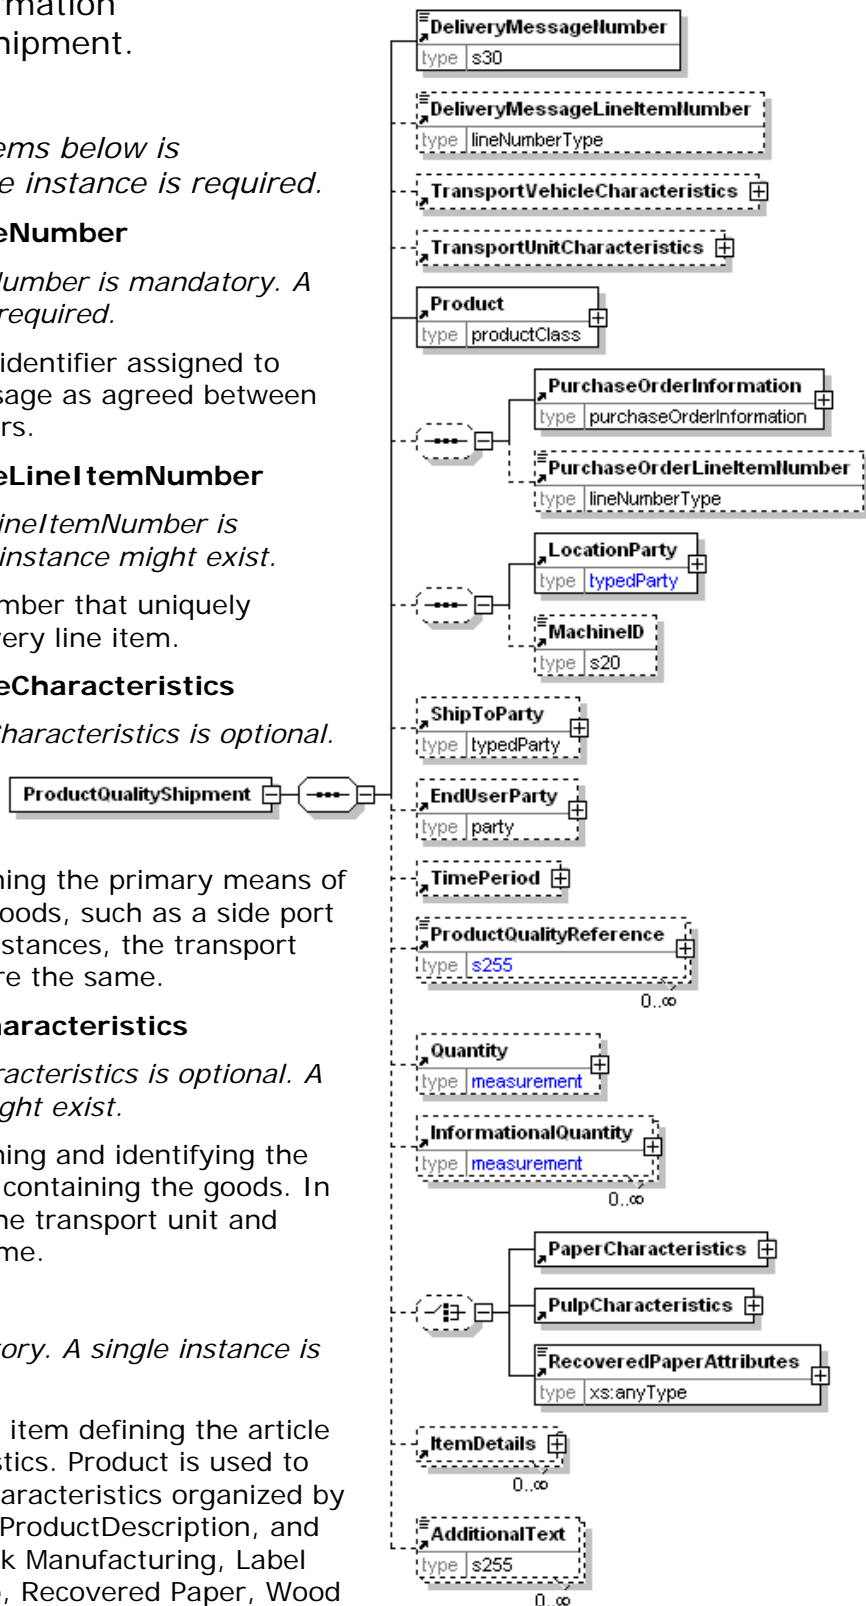 rmation
hipment.
ems below is
e instance is required.
eNumber
Number is mandatory. A
required.
identifier assigned to
sage as agreed between
rs.
eLineItemNumber
LineItemNumber is
instance might exist.
mber that uniquely
very line item.
eCharacteristics
Characteristics is optional.
ning the primary means of
goods, such as a side port
nstances, the transport
re the same.
haracteristics
racteristics is optional. A
ght exist.
ning and identifying the
containing the goods. In
he transport unit and
me.
tory. A single instance is
item defining the article
stics. Product is used to
haracteristics organized by
ProductDescription, and
k Manufacturing, Label
, Recovered Paper, Wood
ProductQualityShipment
DeliveryMessageNumber
type s30
DeliveryMessageLineItemNumber
type lineNumberType
TransportVehicleCharacteristics
TransportUnitCharacteristics
Product
type productClass
PurchaseOrderInformation
type purchaseOrderInformation
PurchaseOrderLineItemNumber
type lineNumberType
LocationParty
type typedParty
MachineID
type s20
ShipToParty
type typedParty
EndUserParty
type party
TimePeriod
ProductQualityReference
type s255
0..∞
Quantity
type measurement
InformationalQuantity
type measurement
0..∞
PaperCharacteristics
PulpCharacteristics
RecoveredPaperAttributes
type xs:anyType
ItemDetails
0..∞
AdditionalText
type s255
0..∞